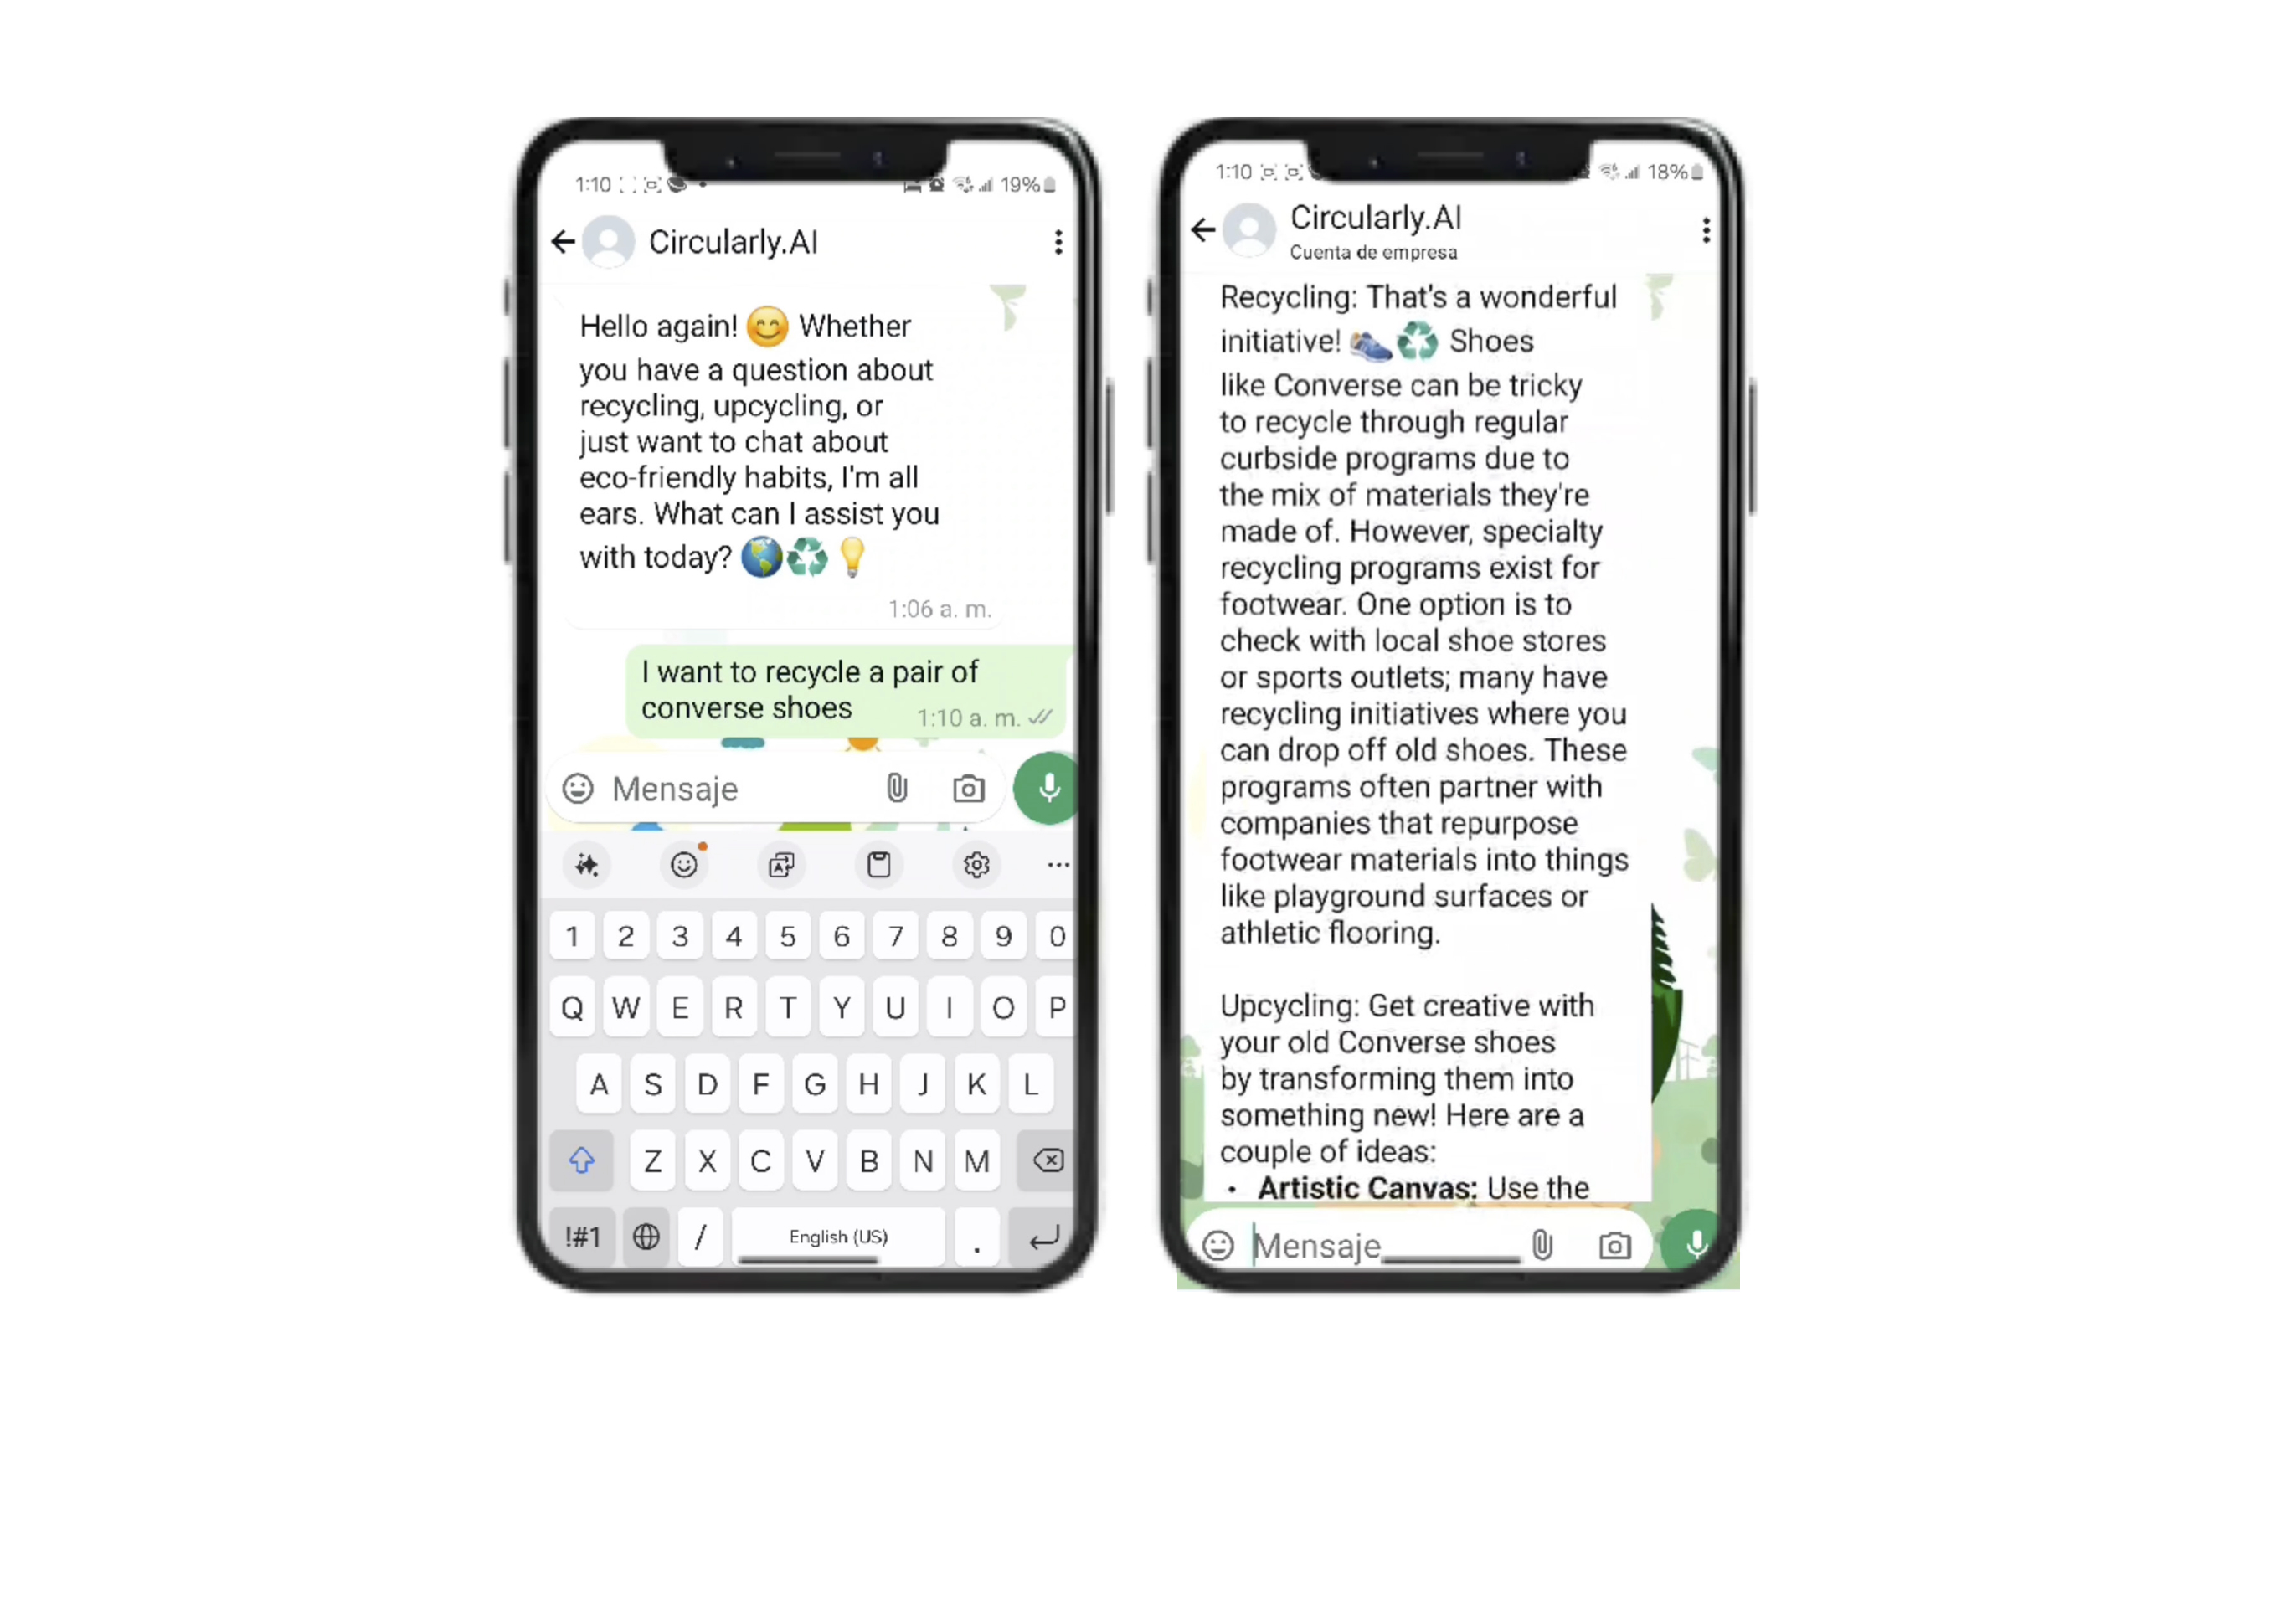 1:10
19%
Circularly.AI
Hello again! 😊 Whether
you have a question about
recycling, upcycling, or
just want to chat about
eco-friendly habits, I'm all
ears. What can I assist you
with today? 🌎♻️💡
1:06 a. m.
I want to recycle a pair of
converse shoes
1:10 a. m.
Mensaje
1 2 3 4 5 6 7 8 9 0
Q W E R T Y U I O P
A S D F G H J K L
Z X C V B N M
!#1 / English (US) .
1:10
18%
Circularly.AI
Cuenta de empresa
Recycling: That's a wonderful
initiative! 👟♻️ Shoes
like Converse can be tricky
to recycle through regular
curbside programs due to
the mix of materials they're
made of. However, specialty
recycling programs exist for
footwear. One option is to
check with local shoe stores
or sports outlets; many have
recycling initiatives where you
can drop off old shoes. These
programs often partner with
companies that repurpose
footwear materials into things
like playground surfaces or
athletic flooring.
Upcycling: Get creative with
your old Converse shoes
by transforming them into
something new! Here are a
couple of ideas:
• Artistic Canvas: Use the
Mensaje